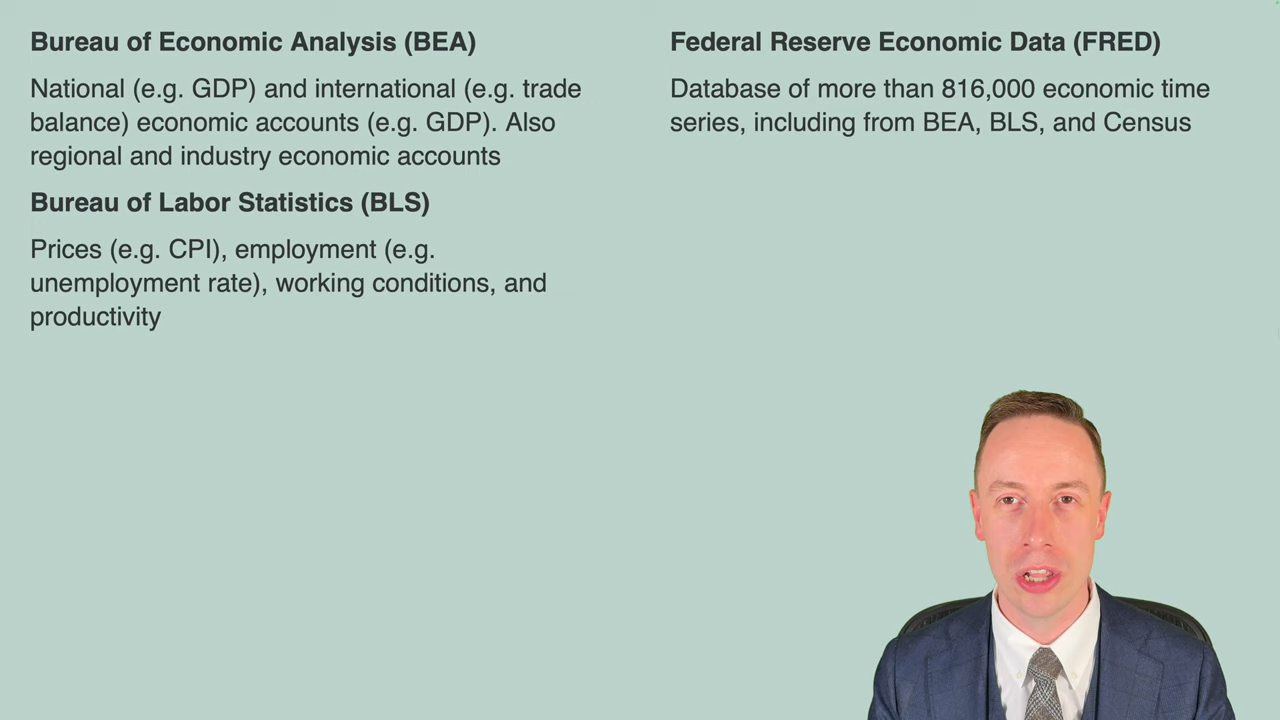 Bureau of Economic Analysis (BEA)
National (e.g. GDP) and international (e.g. trade
balance) economic accounts (e.g. GDP). Also
regional and industry economic accounts
Bureau of Labor Statistics (BLS)
Prices (e.g. CPI), employment (e.g.
unemployment rate), working conditions, and
productivity
Federal Reserve Economic Data (FRED)
Database of more than 816,000 economic time
series, including from BEA, BLS, and Census